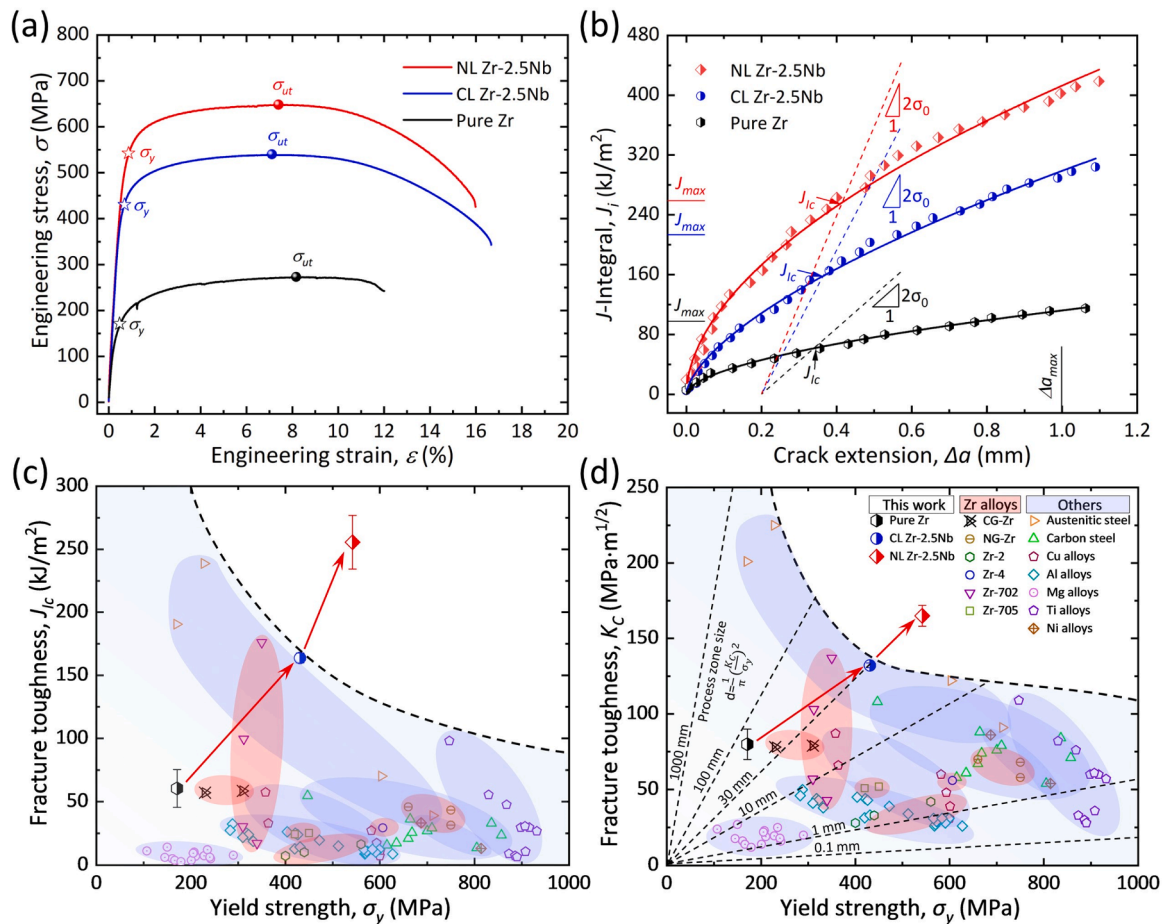 (a)
800
700
600
500
400
300
200
100
0
Engineering stress, σ (MPa)
NL Zr-2.5Nb
CL Zr-2.5Nb
Pure Zr
σut
σy
σut
σy
σut
σy
0 2 4 6 8 10 12 14 16 18 20
Engineering strain, ε (%)
(b)
480
400
320
240
160
80
0
J-Integral, Ji (kJ/m²)
NL Zr-2.5Nb
CL Zr-2.5Nb
Pure Zr
2σ0
1
2σ0
1
2σ0
1
Jmax
Jmax
Jmax
JIc
JIc
JIc
Δamax
0.0 0.2 0.4 0.6 0.8 1.0 1.2
Crack extension, Δa (mm)
(c)
300
250
200
150
100
50
0
Fracture toughness, JIc (kJ/m²)
0 200 400 600 800 1000
Yield strength, σy (MPa)
(d)
250
200
150
100
50
0
Fracture toughness, KC (MPa·m-1/2)
This work
Pure Zr
CL Zr-2.5Nb
NL Zr-2.5Nb
Zr alloys
CG-Zr
NG-Zr
Zr-2
Zr-4
Zr-702
Zr-705
Others
Austenitic steel
Carbon steel
Cu alloys
Al alloys
Mg alloys
Ti alloys
Ni alloys
Process zone size
d=1/π(KC/σy)²
1000 mm
100 mm
30 mm
10 mm
1 mm
0.1 mm
0 200 400 600 800 1000
Yield strength, σy (MPa)